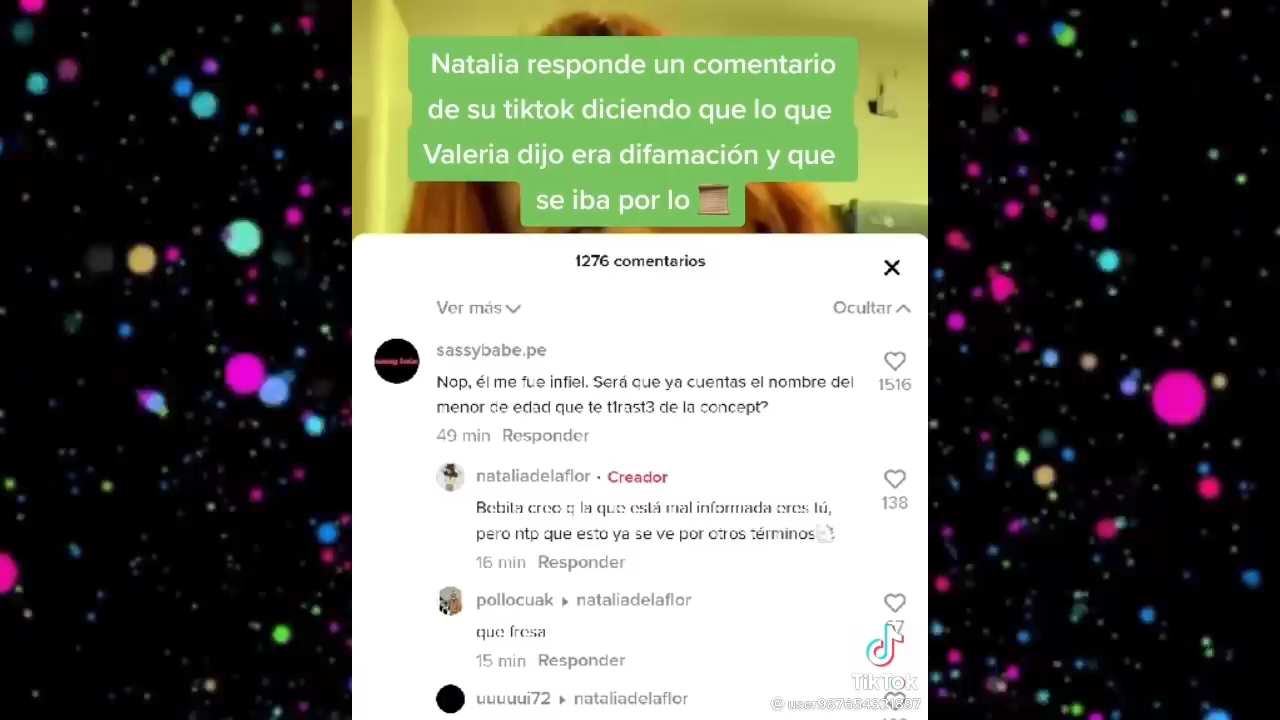 Natalia responde un comentario
de su tiktok diciendo que lo que
Valeria dijo era difamación y que
se iba por lo
1276 comentarios
Ver más
Ocultar
sassybabe.pe
Nop, él me fue infiel. Será que ya cuentas el nombre del
menor de edad que te t1rast3 de la concept?
1516
49 min Responder
nataliadelaflor · Creador
Bebita creo q la que está mal informada eres tú,
pero ntp que esto ya se ve por otros términos
138
16 min Responder
pollocuak ▸ nataliadelaflor
que fresa
67
15 min Responder
TikTok
uuuuui72 ▸ nataliadelaflor